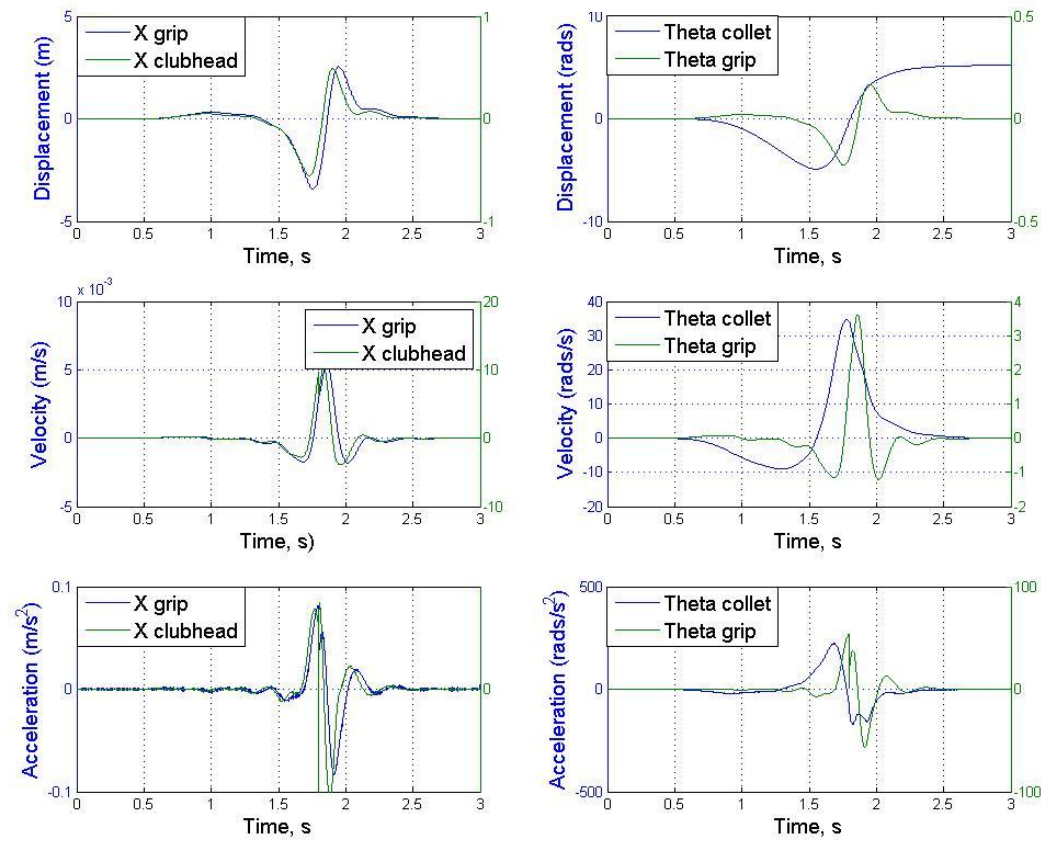 5
1
X grip
X clubhead
Displacement (m)
0
0
-5
-1
0 0.5 1 1.5 2 2.5 3
Time, s
10
0.5
Theta collet
Theta grip
Displacement (rads)
0
0
-10
-0.5
0 0.5 1 1.5 2 2.5 3
Time, s
x 10^-3
10
20
X grip
X clubhead
Velocity (m/s)
5
10
0
0
-5
-10
0 0.5 1 1.5 2 2.5 3
Time, s)
40
4
Theta collet
Theta grip
Velocity (rads/s)
30
3
20
2
10
1
0
0
-10
-1
-20
-2
0 0.5 1 1.5 2 2.5 3
Time, s
0.1
X grip
X clubhead
Acceleration (m/s²)
0
0
-0.1
0 0.5 1 1.5 2 2.5 3
Time, s
500
100
Theta collet
Theta grip
Acceleration (rads/s²)
0
0
-500
-100
0 0.5 1 1.5 2 2.5 3
Time, s